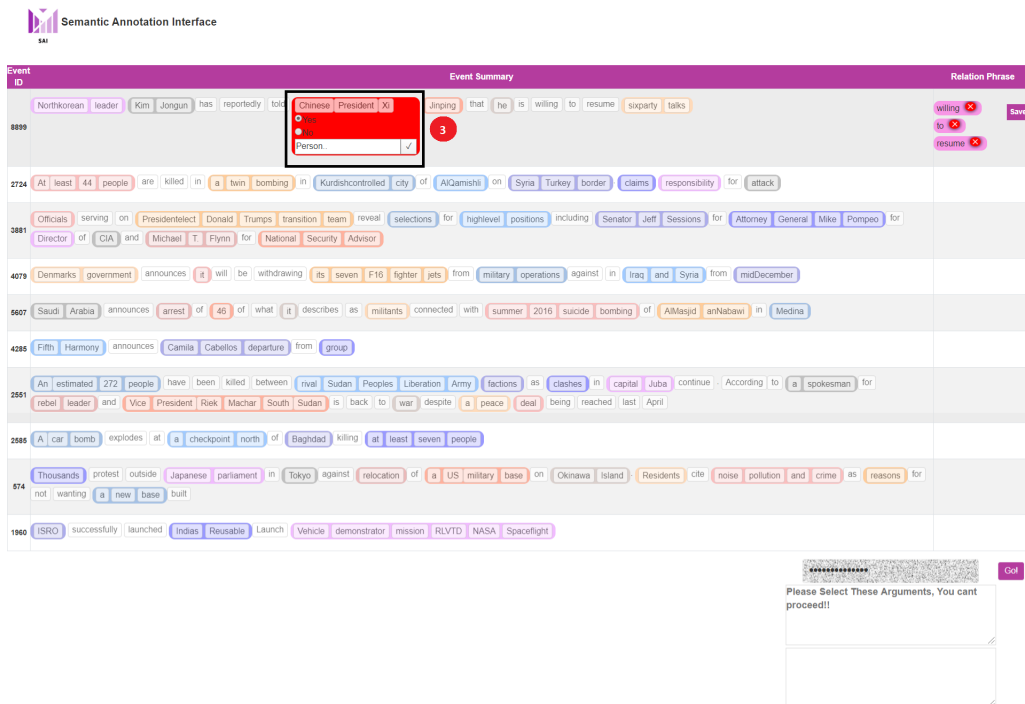 Semantic Annotation Interface
SAI
Event ID Event Summary Relation Phrase
8899 Northkorean leader Kim Jongun has reportedly told Chinese President Xi Jinping that he is willing to resume sixparty talks
Yes
No
Person..
3
willing
to
resume
Save
2724 At least 44 people are killed in a twin bombing in Kurdishcontrolled city of AlQamishli on Syria Turkey border claims responsibility for attack
3881 Officials serving on Presidentelect Donald Trumps transition team reveal selections for highlevel positions including Senator Jeff Sessions for Attorney General Mike Pompeo for
Director of CIA and Michael T. Flynn for National Security Advisor
4079 Denmarks government announces it will be withdrawing its seven F16 fighter jets from military operations against in Iraq and Syria from midDecember
5607 Saudi Arabia announces arrest of 46 of what it describes as militants connected with summer 2016 suicide bombing of AlMasjid anNabawi in Medina
4285 Fifth Harmony announces Camila Cabellos departure from group
2551 An estimated 272 people have been killed between rival Sudan Peoples Liberation Army factions as clashes in capital Juba continue . According to a spokesman for
rebel leader and Vice President Riek Machar South Sudan is back to war despite a peace deal being reached last April
2585 A car bomb explodes at a checkpoint north of Baghdad killing at least seven people
574 Thousands protest outside Japanese parliament in Tokyo against relocation of a US military base on Okinawa Island . Residents cite noise pollution and crime as reasons for
not wanting a new base built
1960 ISRO successfully launched Indias Reusable Launch Vehicle demonstrator mission RLVTD NASA Spaceflight
Go!
Please Select These Arguments, You cant
proceed!!